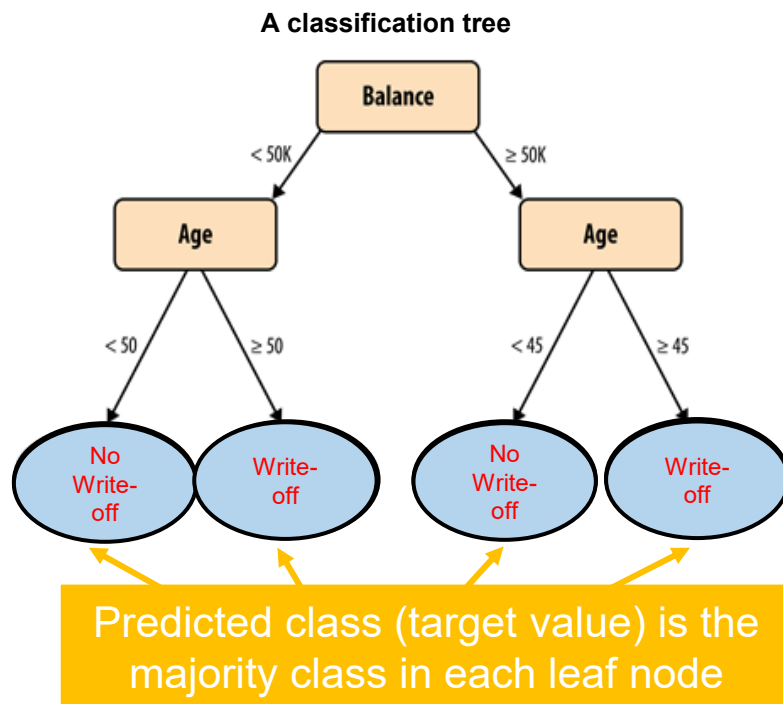 A classification tree
Balance
< 50K
≥ 50K
Age
Age
< 50
≥ 50
< 45
≥ 45
No
Write-
off
Write-
off
No
Write-
off
Write-
off
Predicted class (target value) is the
majority class in each leaf node